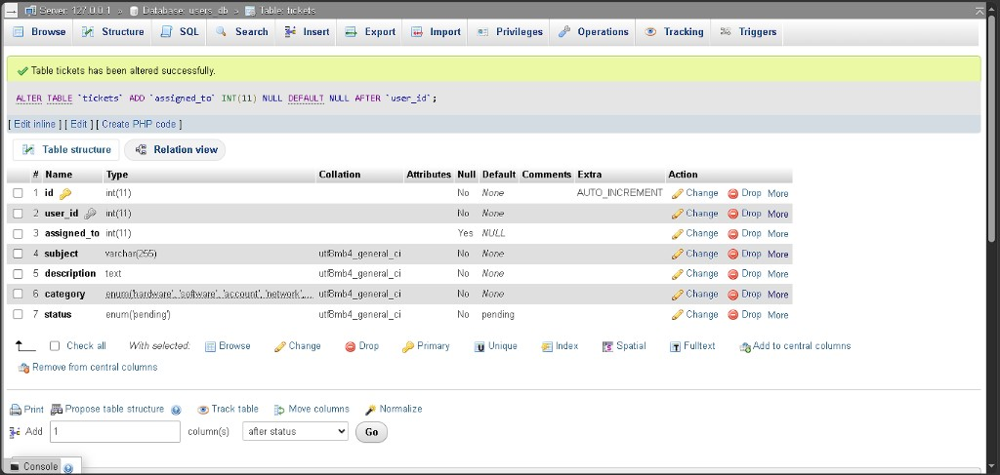 Server: 127.0.0.1 » Database: users_db » Table: tickets
Browse Structure SQL Search Insert Export Import Privileges Operations Tracking Triggers
Table tickets has been altered successfully.
ALTER TABLE `tickets` ADD `assigned_to` INT(11) NULL DEFAULT NULL AFTER `user_id`;
[ Edit inline ] [ Edit ] [ Create PHP code ]
Table structure Relation view
# Name Type Collation Attributes Null Default Comments Extra Action
1 id int(11) No None AUTO_INCREMENT Change Drop More
2 user_id int(11) No None Change Drop More
3 assigned_to int(11) Yes NULL Change Drop More
4 subject varchar(255) utf8mb4_general_ci No None Change Drop More
5 description text utf8mb4_general_ci No None Change Drop More
6 category enum('hardware', 'software', 'account', 'network',... utf8mb4_general_ci No None Change Drop More
7 status enum('pending') utf8mb4_general_ci No pending Change Drop More
Check all With selected: Browse Change Drop Primary Unique Index Spatial Fulltext Add to central columns
Remove from central columns
Print Propose table structure Track table Move columns Normalize
Add 1 column(s) after status Go
Console